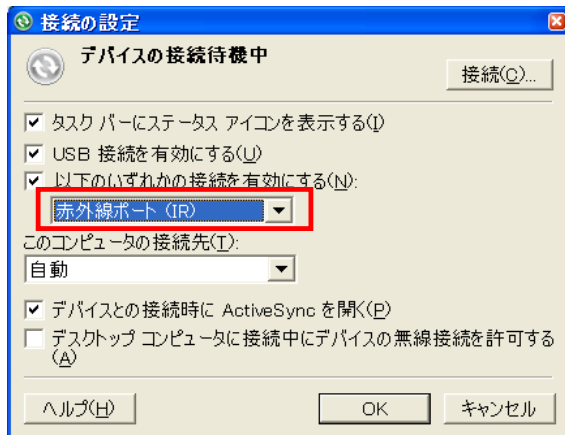 接続の設定
デバイスの接続待機中
接続(C)...
タスク バーにステータス アイコンを表示する(I)
USB 接続を有効にする(U)
以下のいずれかの接続を有効にする(N):
赤外線ポート (IR)
このコンピュータの接続先(T):
自動
デバイスとの接続時に ActiveSync を開く(P)
デスクトップ コンピュータに接続中にデバイスの無線接続を許可する
(A)
ヘルプ(H)
OK
キャンセル